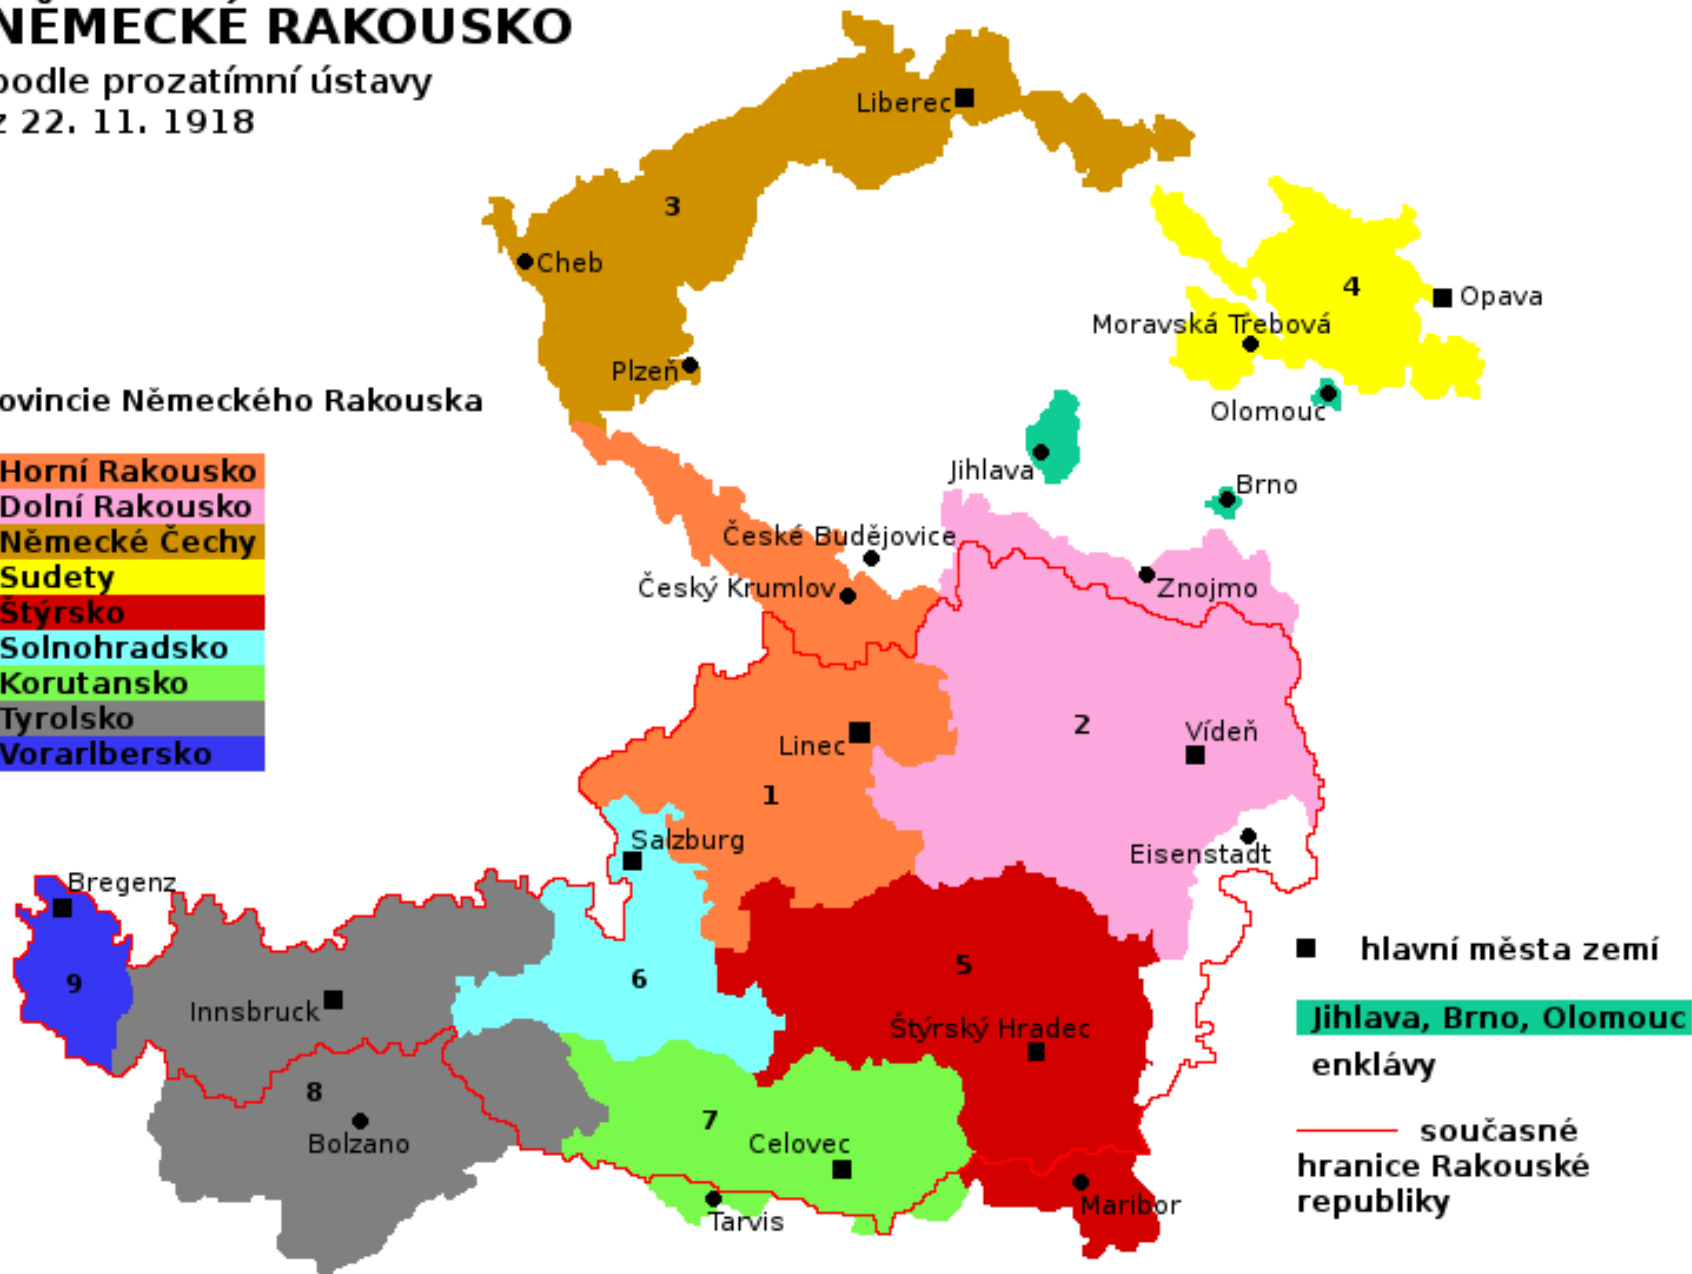 NĚMECKÉ RAKOUSKO
podle prozatímní ústavy
z 22. 11. 1918
Liberec
3
Cheb
4
Opava
Moravská Třebová
Plzeň
ovincie Německého Rakouska
Olomouc
Horní Rakousko
Jihlava
Brno
Dolní Rakousko
Německé Čechy
České Budějovice
Sudety
Český Krumlov
Znojmo
Štýrsko
Solnohradsko
Korutansko
Tyrolsko
Vorarlbersko
Linec
2
Vídeň
1
Salzburg
Eisenstadt
Bregenz
hlavní města zemí
9
6
5
Innsbruck
Štýrský Hradec
Jihlava, Brno, Olomouc
enklávy
8
7
Bolzano
Celovec
současné
hranice Rakouské
republiky
Tarvis
Maribor